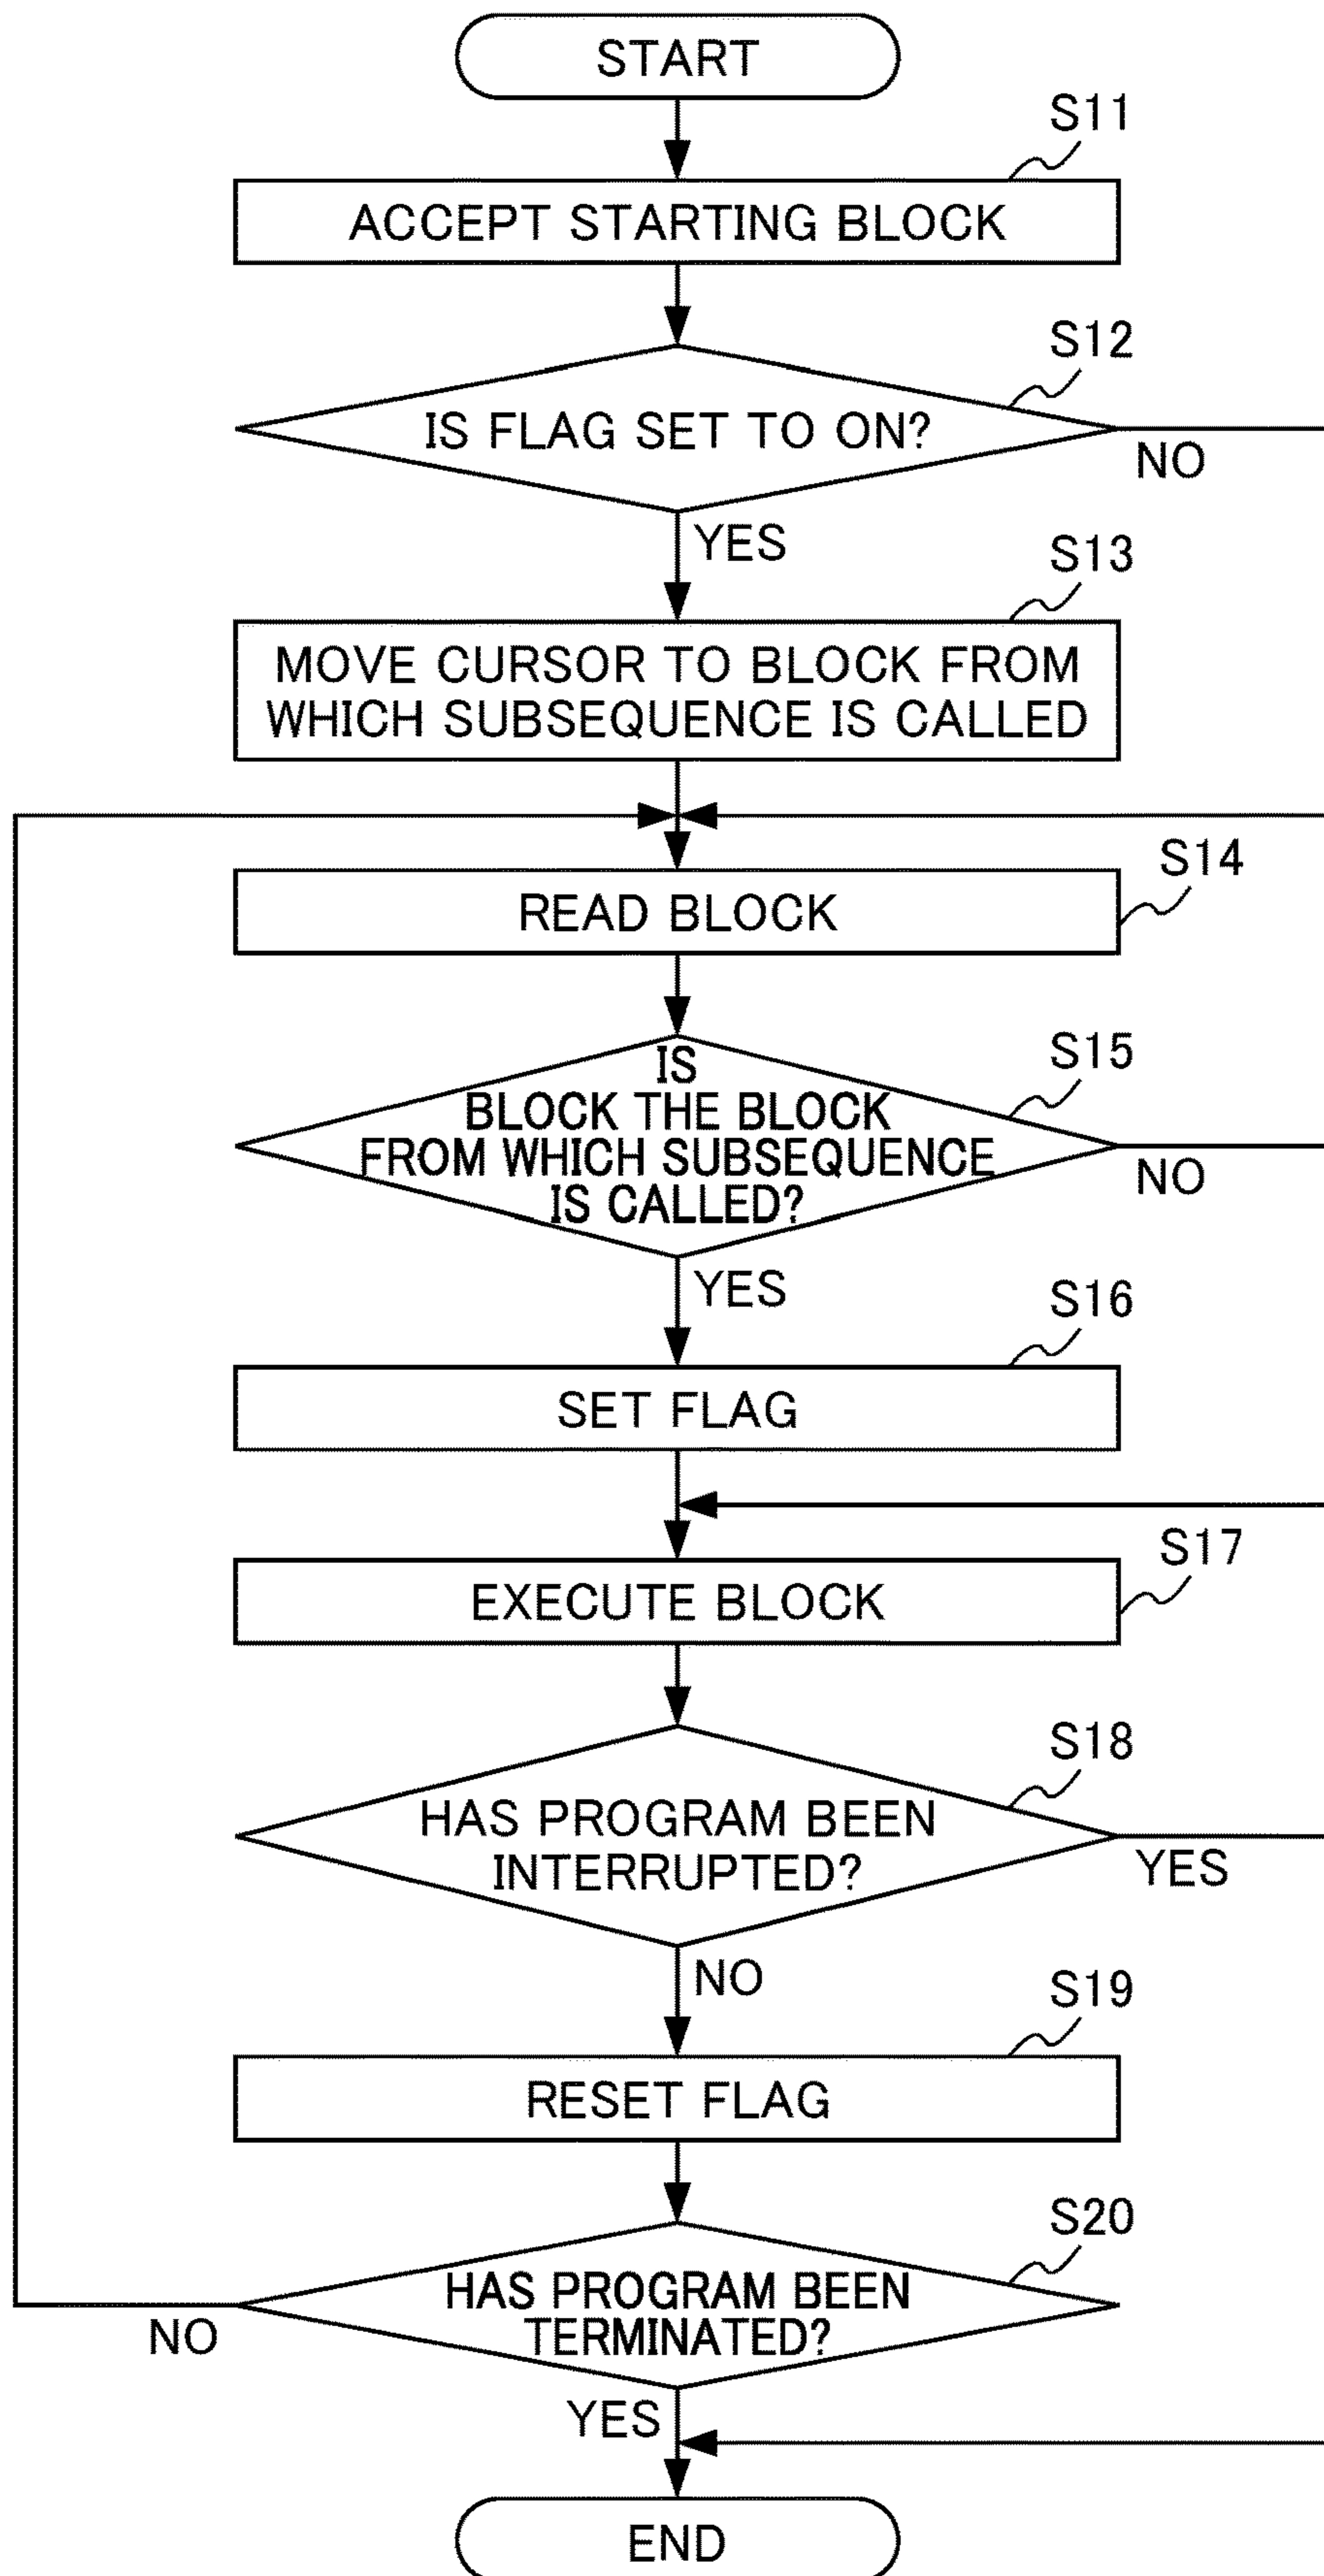 START
S11
ACCEPT STARTING BLOCK
S12
IS FLAG SET TO ON?
NO
YES
S13
MOVE CURSOR TO BLOCK FROM
WHICH SUBSEQUENCE IS CALLED
S14
READ BLOCK
S15
IS
BLOCK THE BLOCK
FROM WHICH SUBSEQUENCE
IS CALLED?
NO
YES
S16
SET FLAG
S17
EXECUTE BLOCK
S18
HAS PROGRAM BEEN
INTERRUPTED?
YES
NO
S19
RESET FLAG
S20
HAS PROGRAM BEEN
TERMINATED?
NO
YES
END